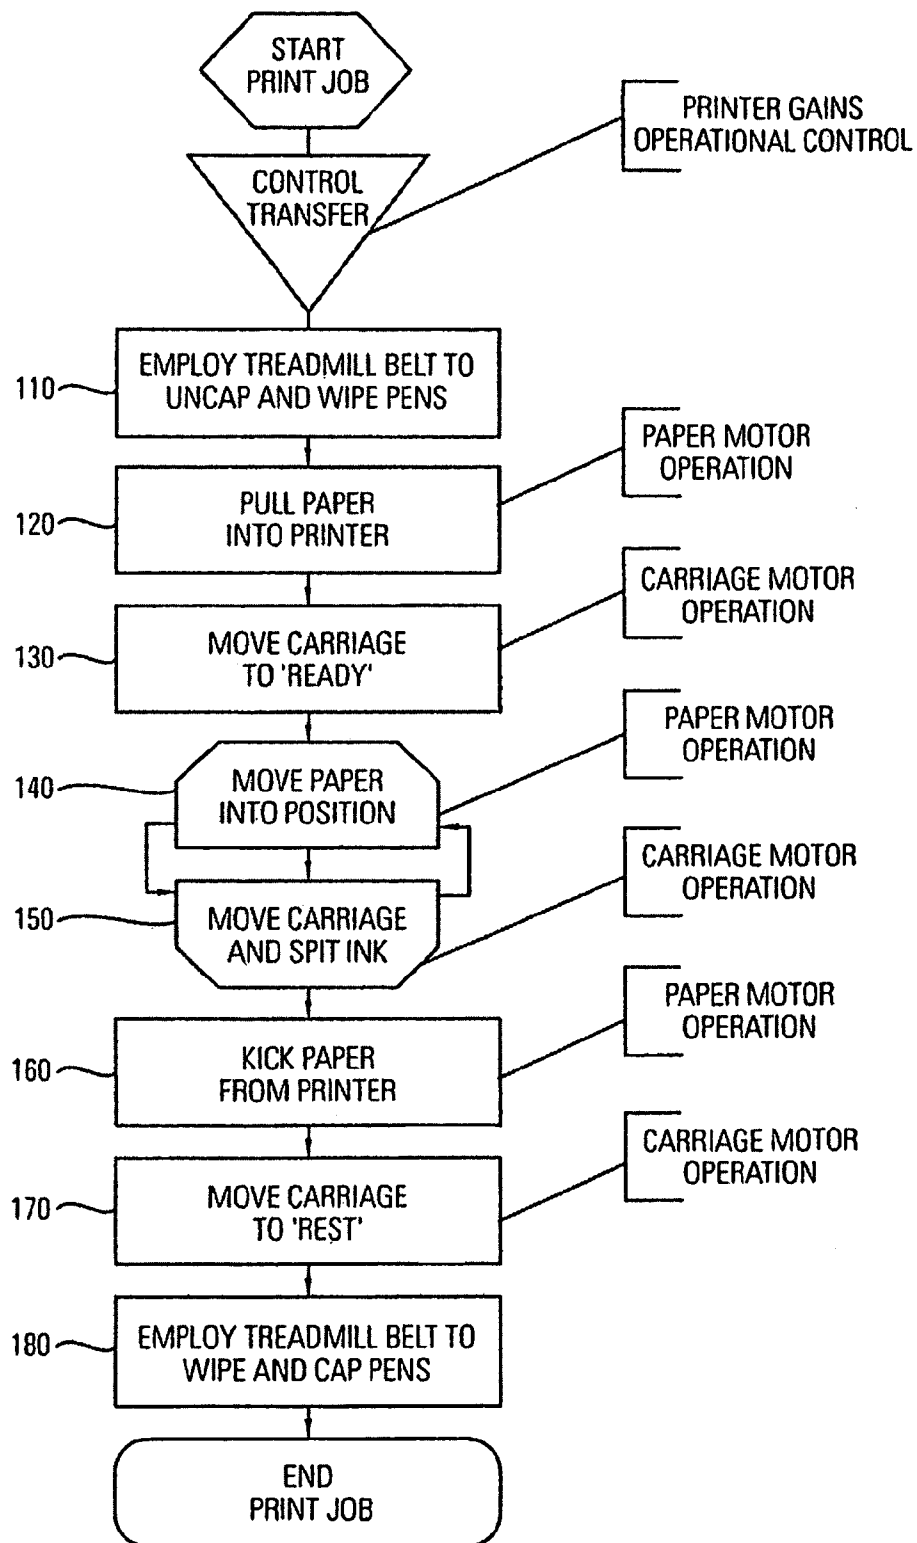 START
PRINT JOB
PRINTER GAINS
OPERATIONAL CONTROL
CONTROL
TRANSFER
110
EMPLOY TREADMILL BELT TO
UNCAP AND WIPE PENS
PAPER MOTOR
OPERATION
120
PULL PAPER
INTO PRINTER
CARRIAGE MOTOR
OPERATION
130
MOVE CARRIAGE
TO 'READY'
PAPER MOTOR
OPERATION
140
MOVE PAPER
INTO POSITION
CARRIAGE MOTOR
OPERATION
150
MOVE CARRIAGE
AND SPIT INK
PAPER MOTOR
OPERATION
160
KICK PAPER
FROM PRINTER
CARRIAGE MOTOR
OPERATION
170
MOVE CARRIAGE
TO 'REST'
180
EMPLOY TREADMILL BELT TO
WIPE AND CAP PENS
END
PRINT JOB